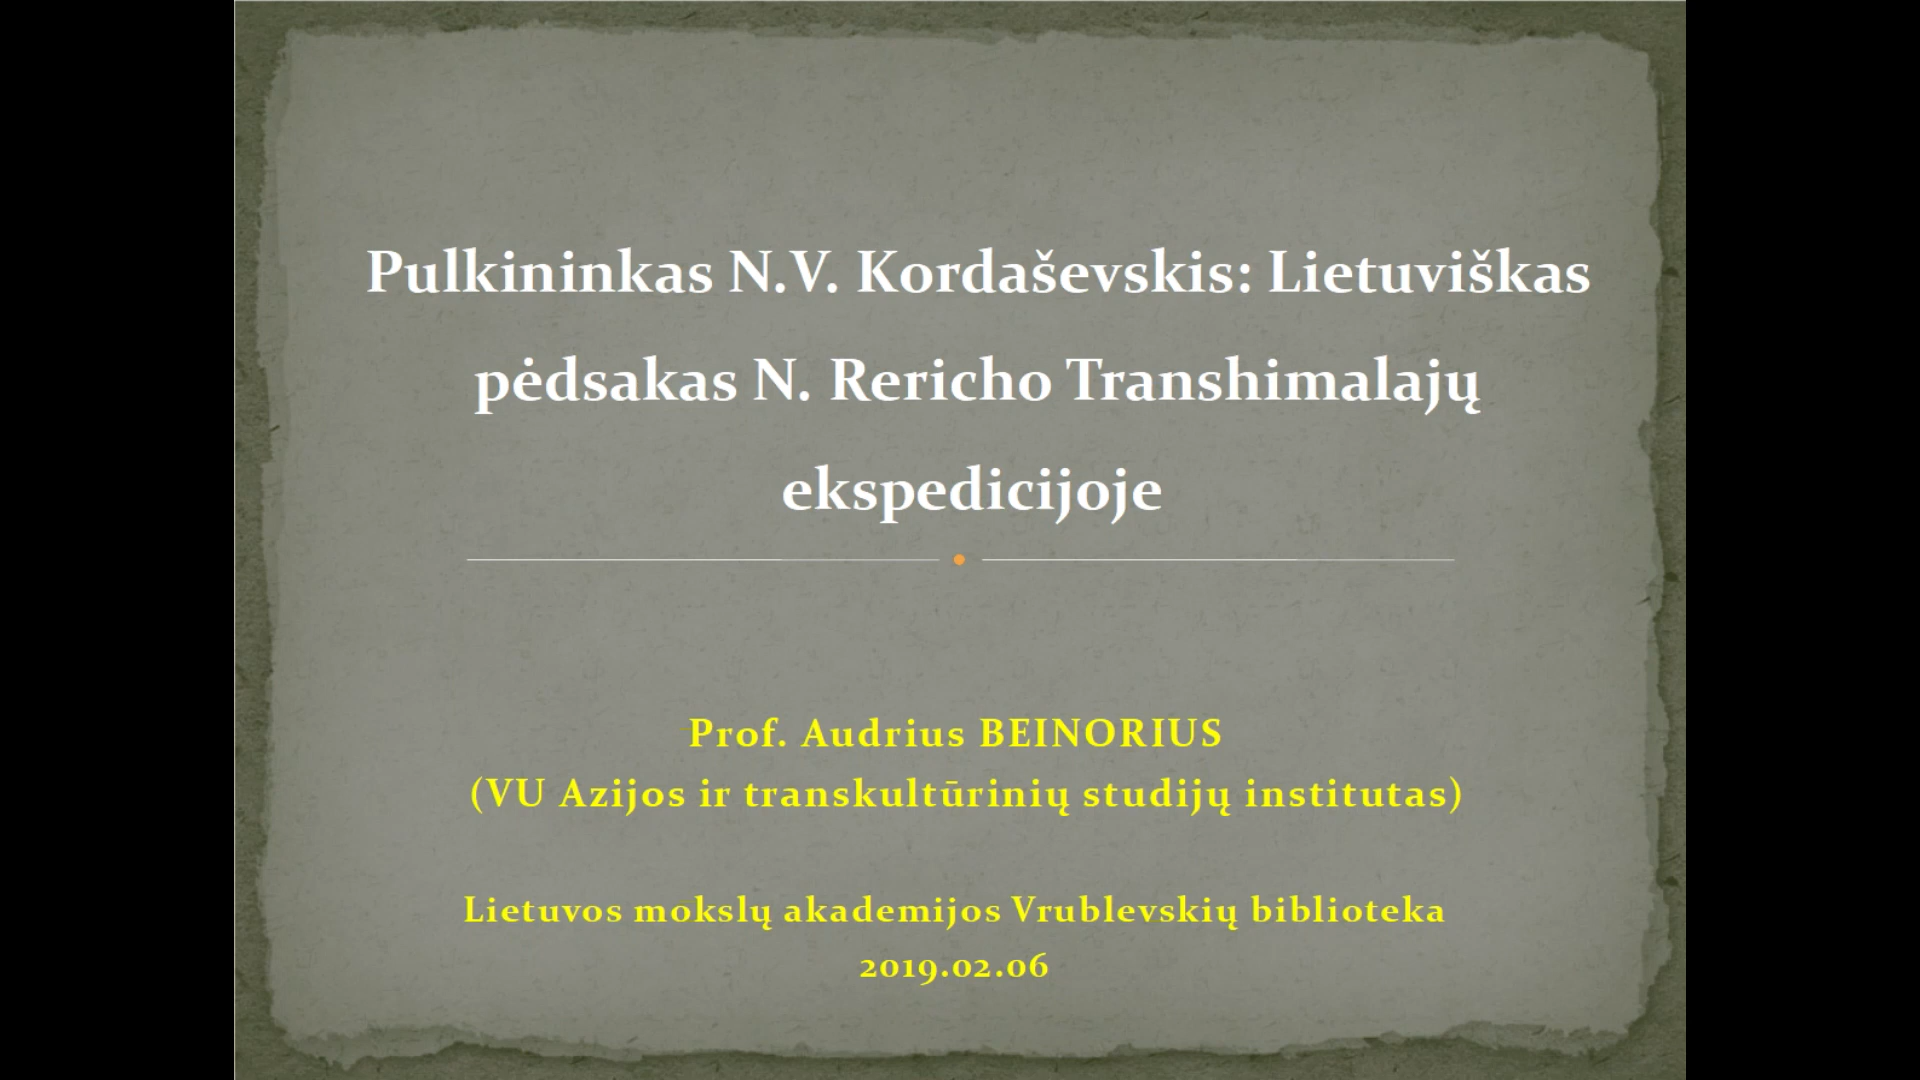 Pulkininkas N.V. Kordaševskis: Lietuviškas
pėdsakas N. Rericho Transhimalajų
ekspedicijoje
Prof. Audrius BEINORIUS
(VU Azijos ir transkultūrinių studijų institutas)
Lietuvos mokslų akademijos Vrublevskių biblioteka
2019.02.06